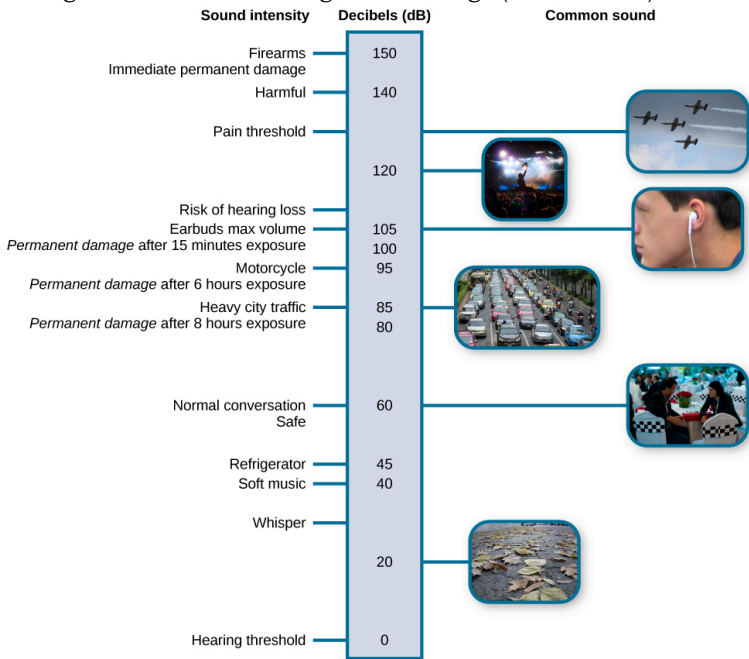 Sound intensity Decibels (dB) Common sound
Firearms 150
Immediate permanent damage
Harmful 140
Pain threshold
120
Risk of hearing loss
Earbuds max volume 105
Permanent damage after 15 minutes exposure 100
Motorcycle 95
Permanent damage after 6 hours exposure
Heavy city traffic 85
Permanent damage after 8 hours exposure 80
Normal conversation 60
Safe
Refrigerator 45
Soft music 40
Whisper
20
Hearing threshold 0